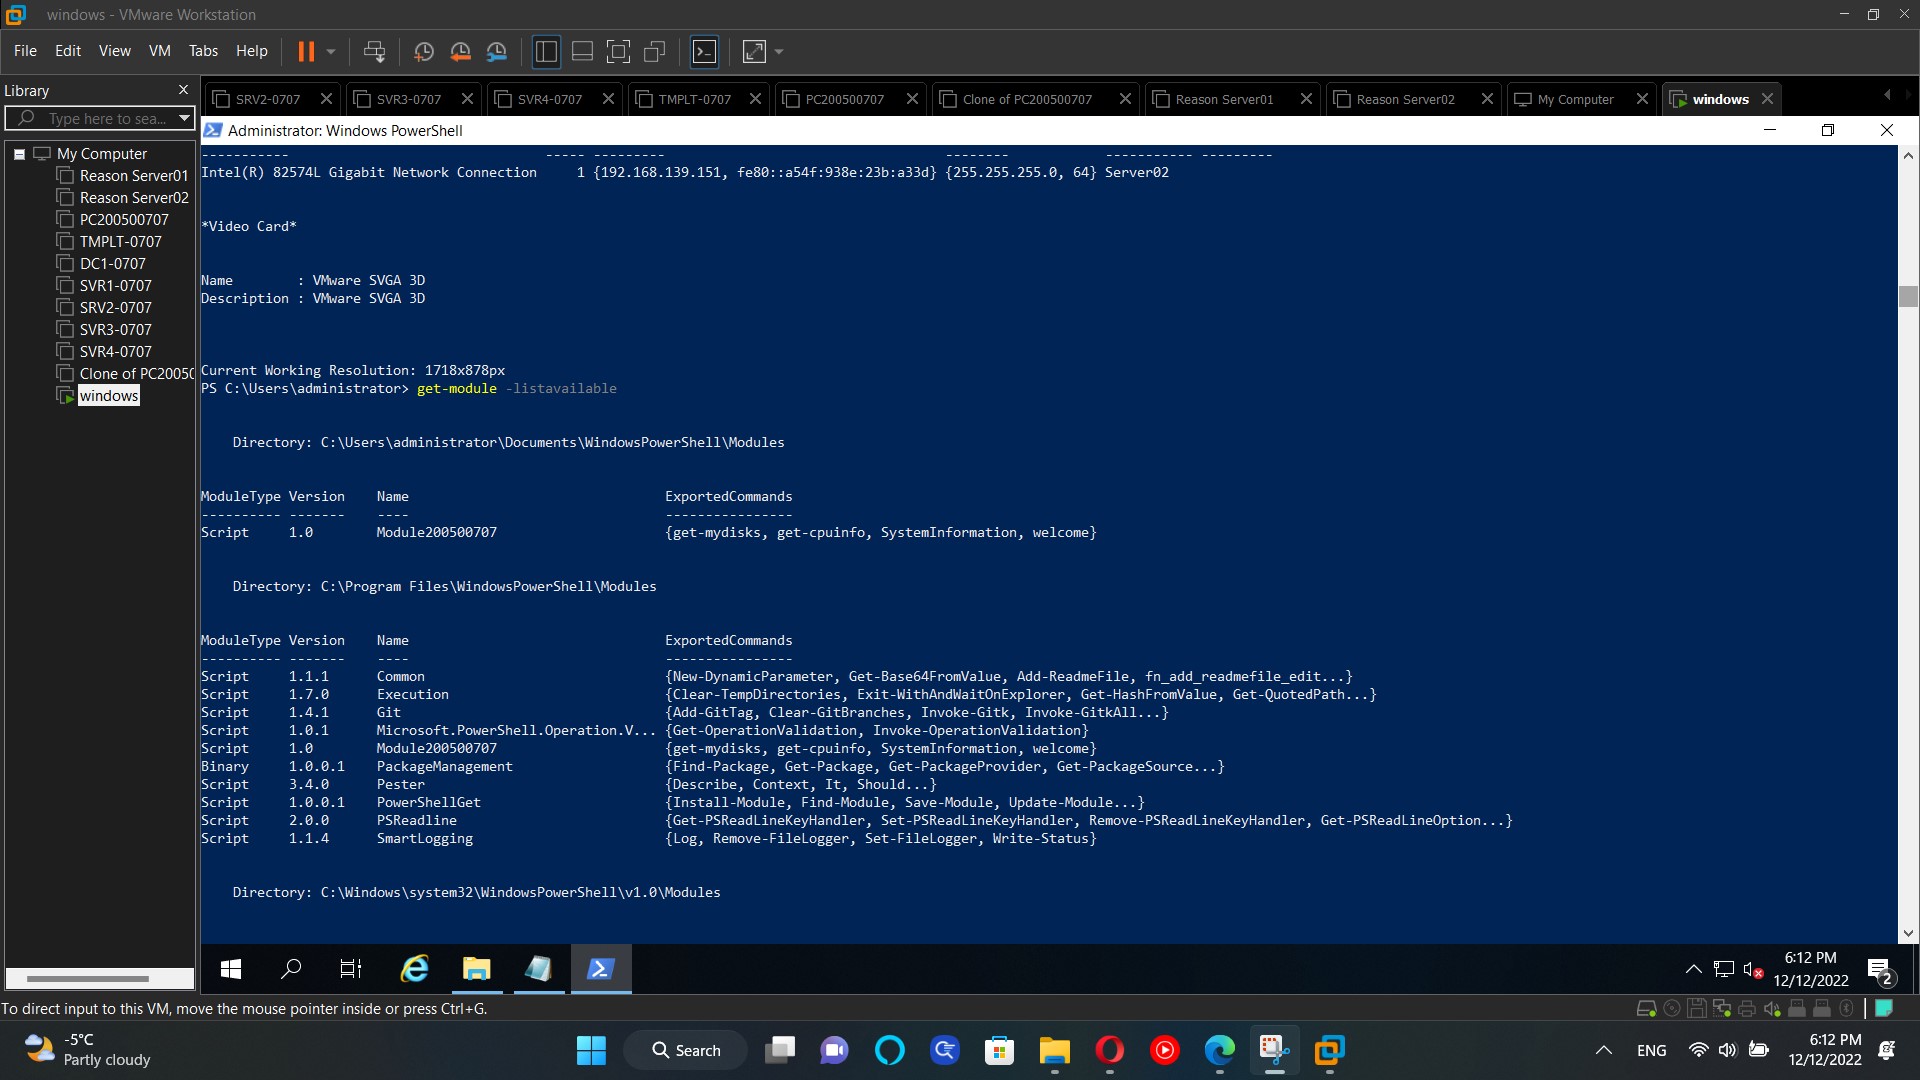 windows - VMware Workstation
File Edit View VM Tabs Help
Library
Type here to sea...
My Computer
Reason Server01
Reason Server02
PC200500707
TMPLT-0707
DC1-0707
SVR1-0707
SRV2-0707
SVR3-0707
SVR4-0707
Clone of PC20050
windows
SRV2-0707 SVR3-0707 SVR4-0707 TMPLT-0707 PC200500707 Clone of PC200500707 Reason Server01 Reason Server02 My Computer windows
Administrator: Windows PowerShell
----------- ----- --------- -------- ----------- ---------
Intel(R) 82574L Gigabit Network Connection 1 {192.168.139.151, fe80::a54f:938e:23b:a33d} {255.255.255.0, 64} Server02
*Video Card*
Name : VMware SVGA 3D
Description : VMware SVGA 3D
Current Working Resolution: 1718x878px
PS C:\Users\administrator> get-module -listavailable
Directory: C:\Users\administrator\Documents\WindowsPowerShell\Modules
ModuleType Version Name ExportedCommands
---------- ------- ---- ----------------
Script 1.0 Module200500707 {get-mydisks, get-cpuinfo, SystemInformation, welcome}
Directory: C:\Program Files\WindowsPowerShell\Modules
ModuleType Version Name ExportedCommands
---------- ------- ---- ----------------
Script 1.1.1 Common {New-DynamicParameter, Get-Base64FromValue, Add-ReadmeFile, fn_add_readmefile_edit...}
Script 1.7.0 Execution {Clear-TempDirectories, Exit-WithAndWaitOnExplorer, Get-HashFromValue, Get-QuotedPath...}
Script 1.4.1 Git {Add-GitTag, Clear-GitBranches, Invoke-Gitk, Invoke-GitkAll...}
Script 1.0.1 Microsoft.PowerShell.Operation.V... {Get-OperationValidation, Invoke-OperationValidation}
Script 1.0 Module200500707 {get-mydisks, get-cpuinfo, SystemInformation, welcome}
Binary 1.0.0.1 PackageManagement {Find-Package, Get-Package, Get-PackageProvider, Get-PackageSource...}
Script 3.4.0 Pester {Describe, Context, It, Should...}
Script 1.0.0.1 PowerShellGet {Install-Module, Find-Module, Save-Module, Update-Module...}
Script 2.0.0 PSReadline {Get-PSReadLineKeyHandler, Set-PSReadLineKeyHandler, Remove-PSReadLineKeyHandler, Get-PSReadLineOption...}
Script 1.1.4 SmartLogging {Log, Remove-FileLogger, Set-FileLogger, Write-Status}
Directory: C:\Windows\system32\WindowsPowerShell\v1.0\Modules
6:12 PM
12/12/2022
2
To direct input to this VM, move the mouse pointer inside or press Ctrl+G.
-5°C
Partly cloudy
Search
ENG
6:12 PM
12/12/2022